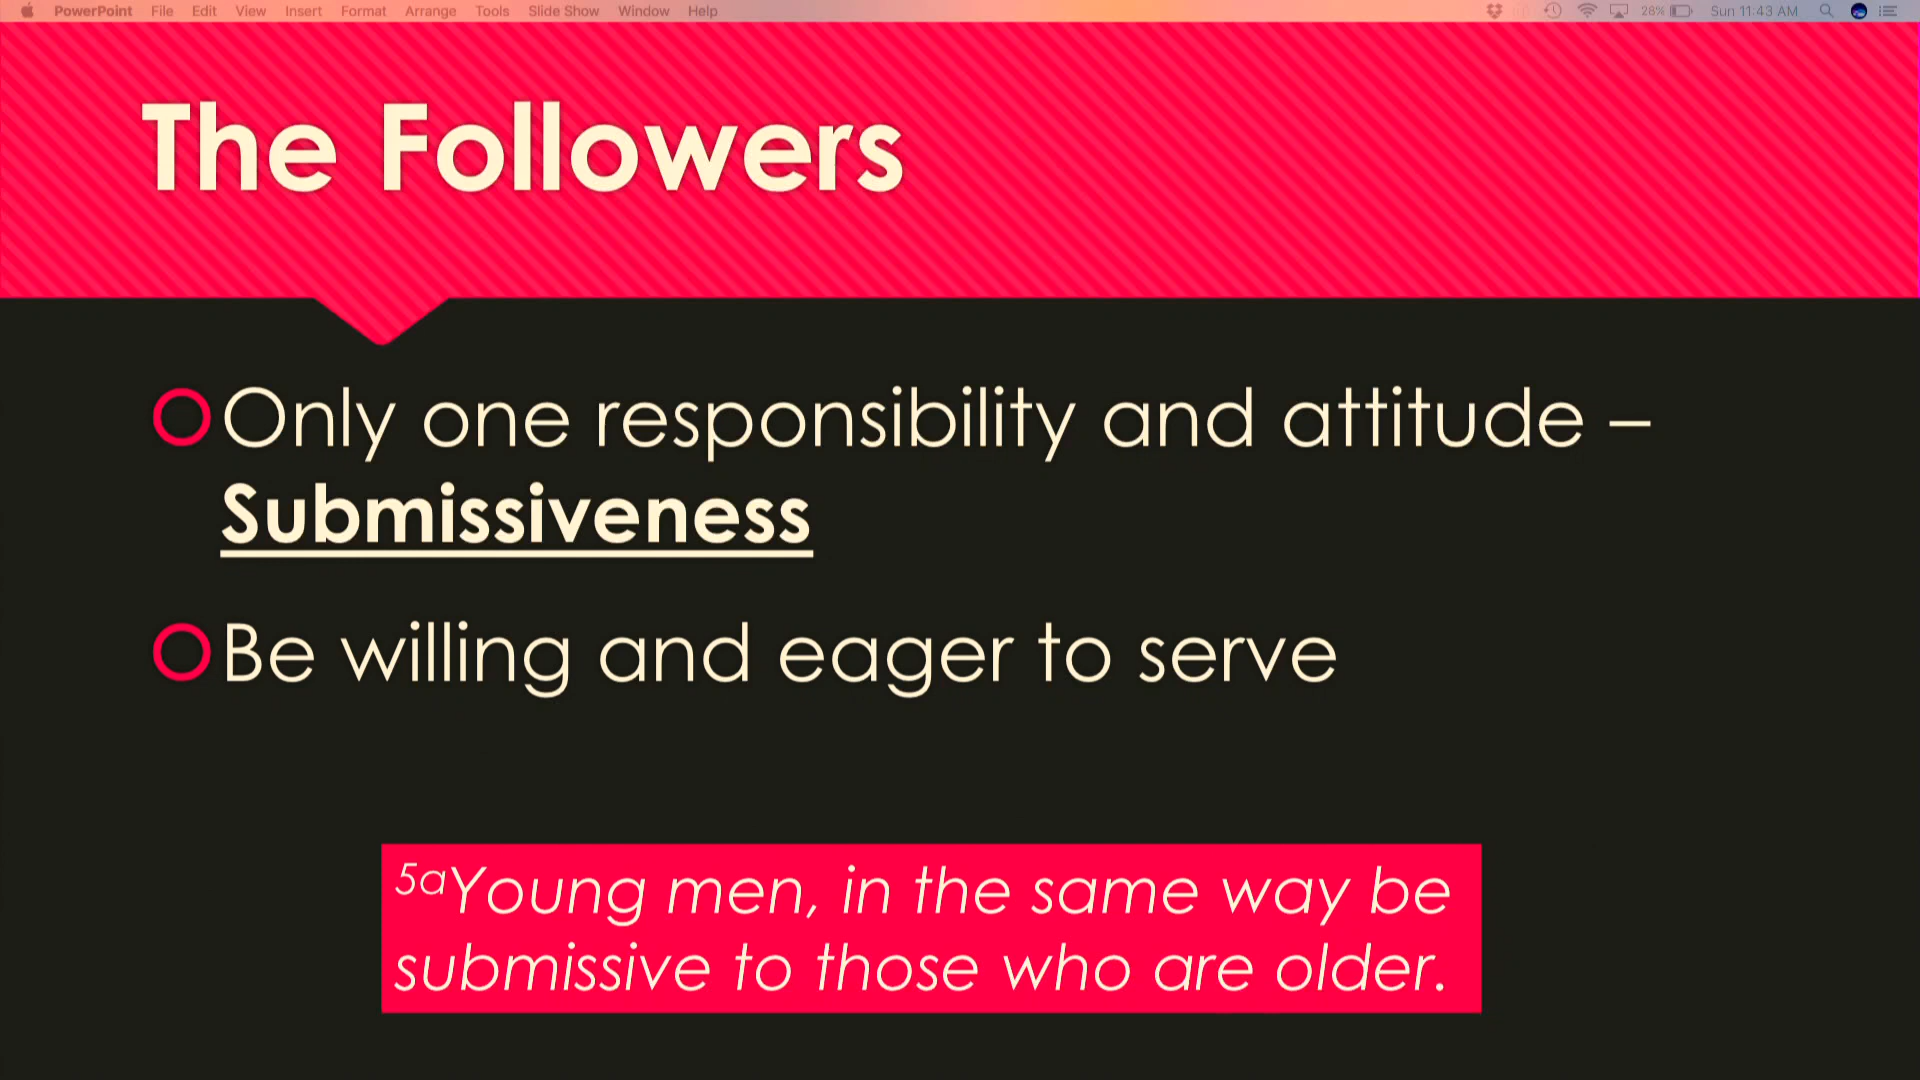 PowerPoint File Edit View Insert Format Arrange Tools Slide Show Window Help 28% Sun 11:43 AM
The Followers
Only one responsibility and attitude –
Submissiveness
Be willing and eager to serve
5aYoung men, in the same way be
submissive to those who are older.